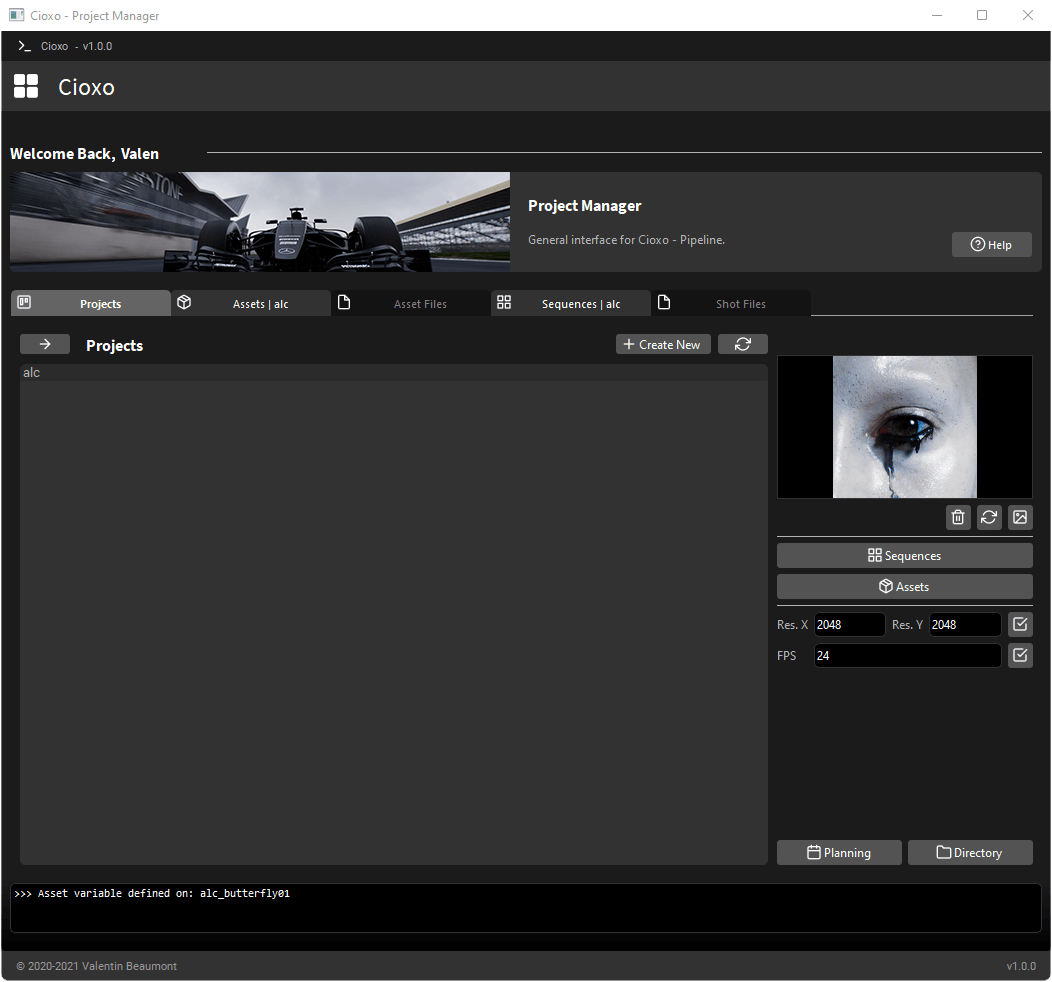 Cioxo - Project Manager
Cioxo - v1.0.0
Cioxo
Welcome Back, Valen
STONE
Project Manager
General interface for Cioxo - Pipeline.
Help
Projects
Assets | alc
Asset Files
Sequences | alc
Shot Files
Projects
Create New
alc
Sequences
Assets
Res. X 2048 Res. Y 2048
FPS 24
Planning
Directory
>>> Asset variable defined on: alc_butterfly01
© 2020-2021 Valentin Beaumont
v1.0.0